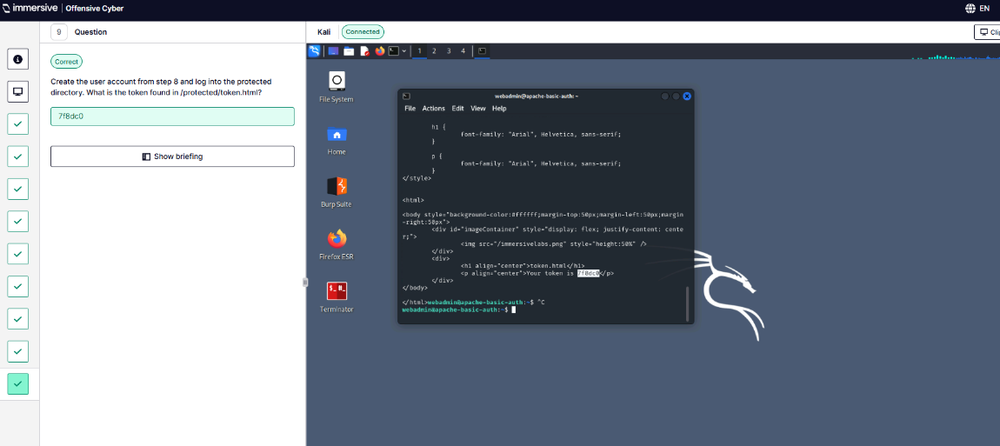 immersive | Offensive Cyber
EN
9 Question
Correct
Create the user account from step 8 and log into the protected
directory. What is the token found in /protected/token.html?
7f8dc0
Show briefing
Kali
Connected
1 2 3 4
File System
Home
Burp Suite
Firefox ESR
Terminator
webadmin@apache-basic-auth: ~
File Actions Edit View Help
h1 {
font-family: "Arial", Helvetica, sans-serif;
}
p {
font-family: "Arial", Helvetica, sans-serif;
}
</style>
<html>
<body style="background-color:#ffffff;margin-top:50px;margin-left:50px;margin
-right:50px">
<div id="imageContainer" style="display: flex; justify-content: cente
r;">
<img src="/immersivelabs.png" style="height:50%" />
</div>
<div>
<h1 align="center">token.html</h1>
<p align="center">Your token is 7f8dc0</p>
</div>
</body>
</html>webadmin@apache-basic-auth:~$ ^C
webadmin@apache-basic-auth:~$